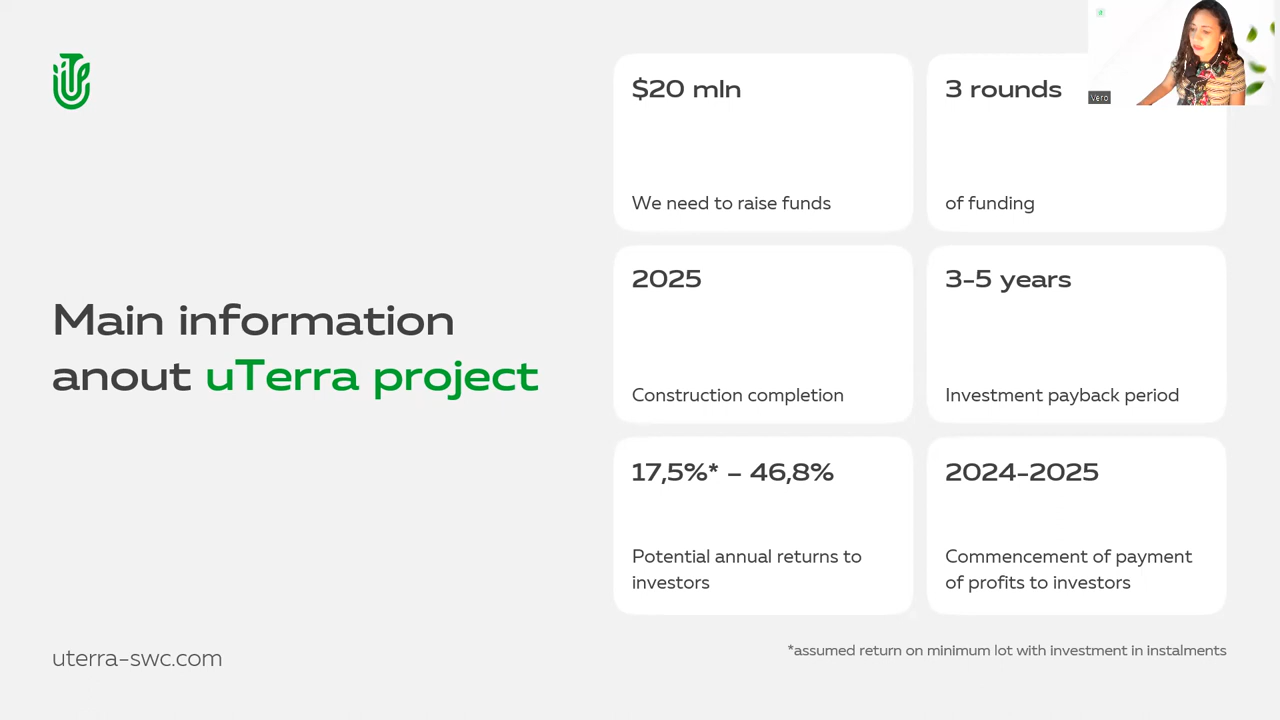 Main information
anout uTerra project
uterra-swc.com
$20 mln
We need to raise funds
3 rounds
of funding
Vero
2025
Construction completion
3-5 years
Investment payback period
17,5%* – 46,8%
Potential annual returns to
investors
2024-2025
Commencement of payment
of profits to investors
*assumed return on minimum lot with investment in instalments